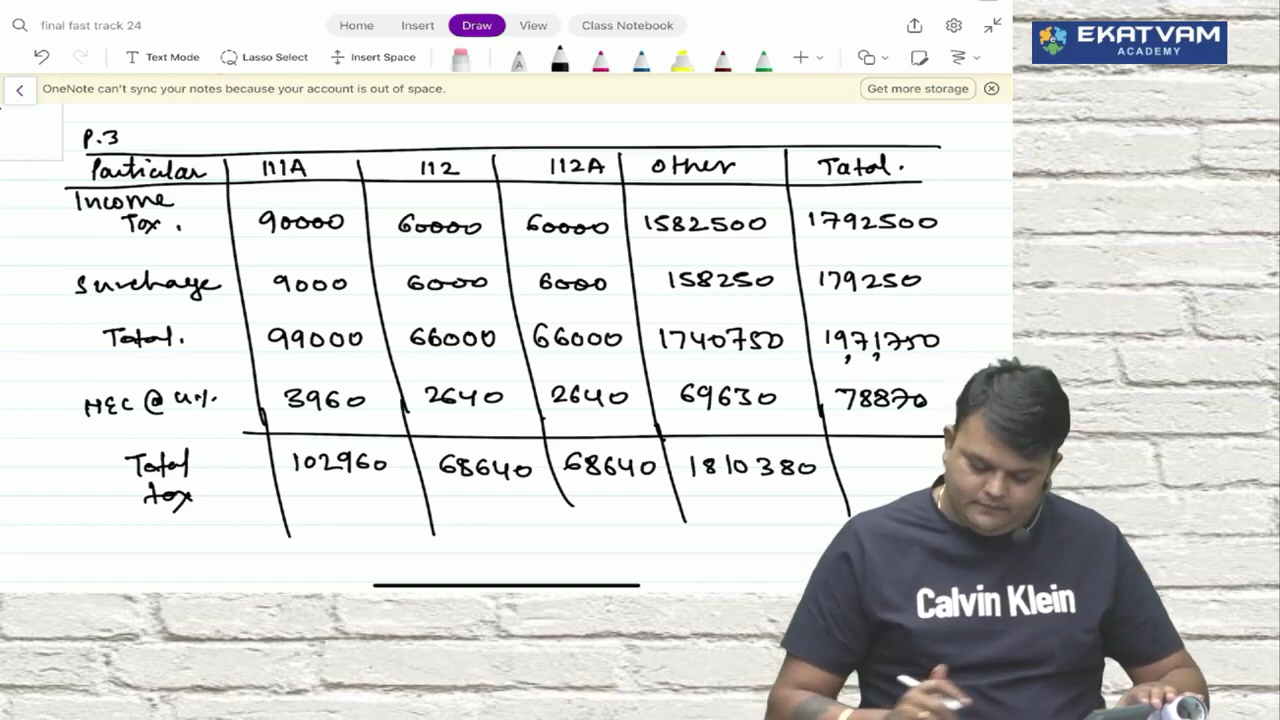 final fast track 24
Home Insert Draw View Class Notebook
Text Mode Lasso Select Insert Space
A
OneNote can't sync your notes because your account is out of space. Get more storage
EKATVAM
ACADEMY
P.3
Particular 111A 112 112A Other Total.
Income
Tax. 90000 60000 60000 1582500 1792500
Surcharge 9000 6000 6000 158250 179250
Total. 99000 66000 66000 1740750 19,71,750
HEC @ 4%. 3960 2640 2640 69630 78870
Total 102960 68640 68640 1810380
tax
Calvin Klein